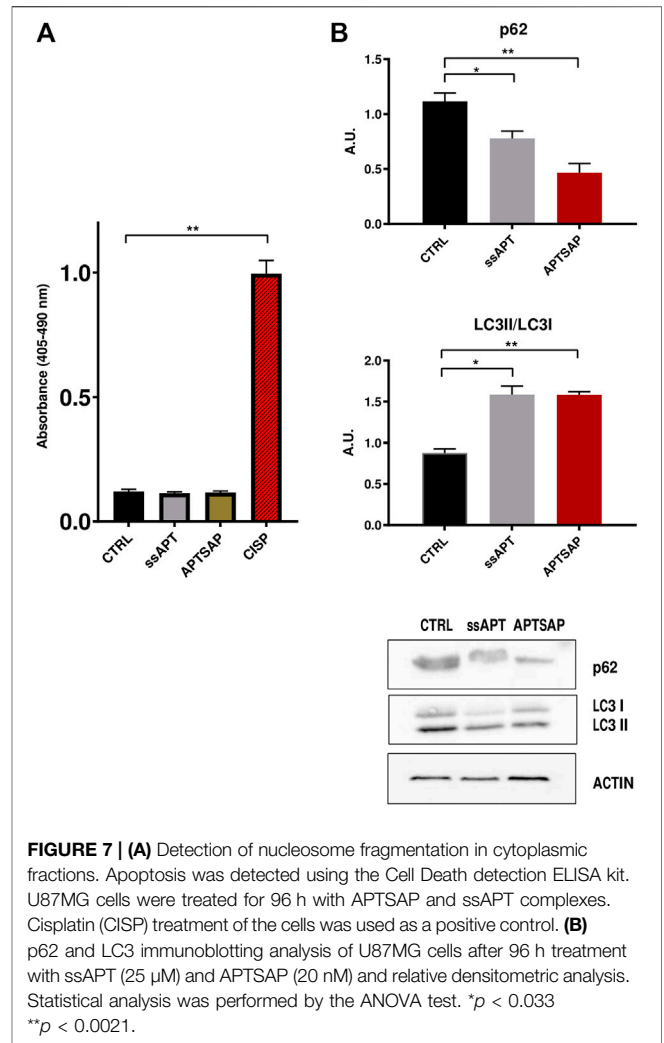 A
Absorbance (405-490 nm)
1.0
0.5
0.0
**
CTRL
ssAPT
APTSAP
CISP
B
p62
A.U.
1.5
1.0
0.5
0.0
**
*
CTRL
ssAPT
APTSAP
LC3II/LC3I
A.U.
2.0
1.5
1.0
0.5
0.0
**
*
CTRL
ssAPT
APTSAP
CTRL ssAPT APTSAP
p62
LC3 I
LC3 II
ACTIN
FIGURE 7 | (A) Detection of nucleosome fragmentation in cytoplasmic
fractions. Apoptosis was detected using the Cell Death detection ELISA kit.
U87MG cells were treated for 96 h with APTSAP and ssAPT complexes.
Cisplatin (CISP) treatment of the cells was used as a positive control. (B)
p62 and LC3 immunoblotting analysis of U87MG cells after 96 h treatment
with ssAPT (25 μM) and APTSAP (20 nM) and relative densitometric analysis.
Statistical analysis was performed by the ANOVA test. *p < 0.033
**p < 0.0021.